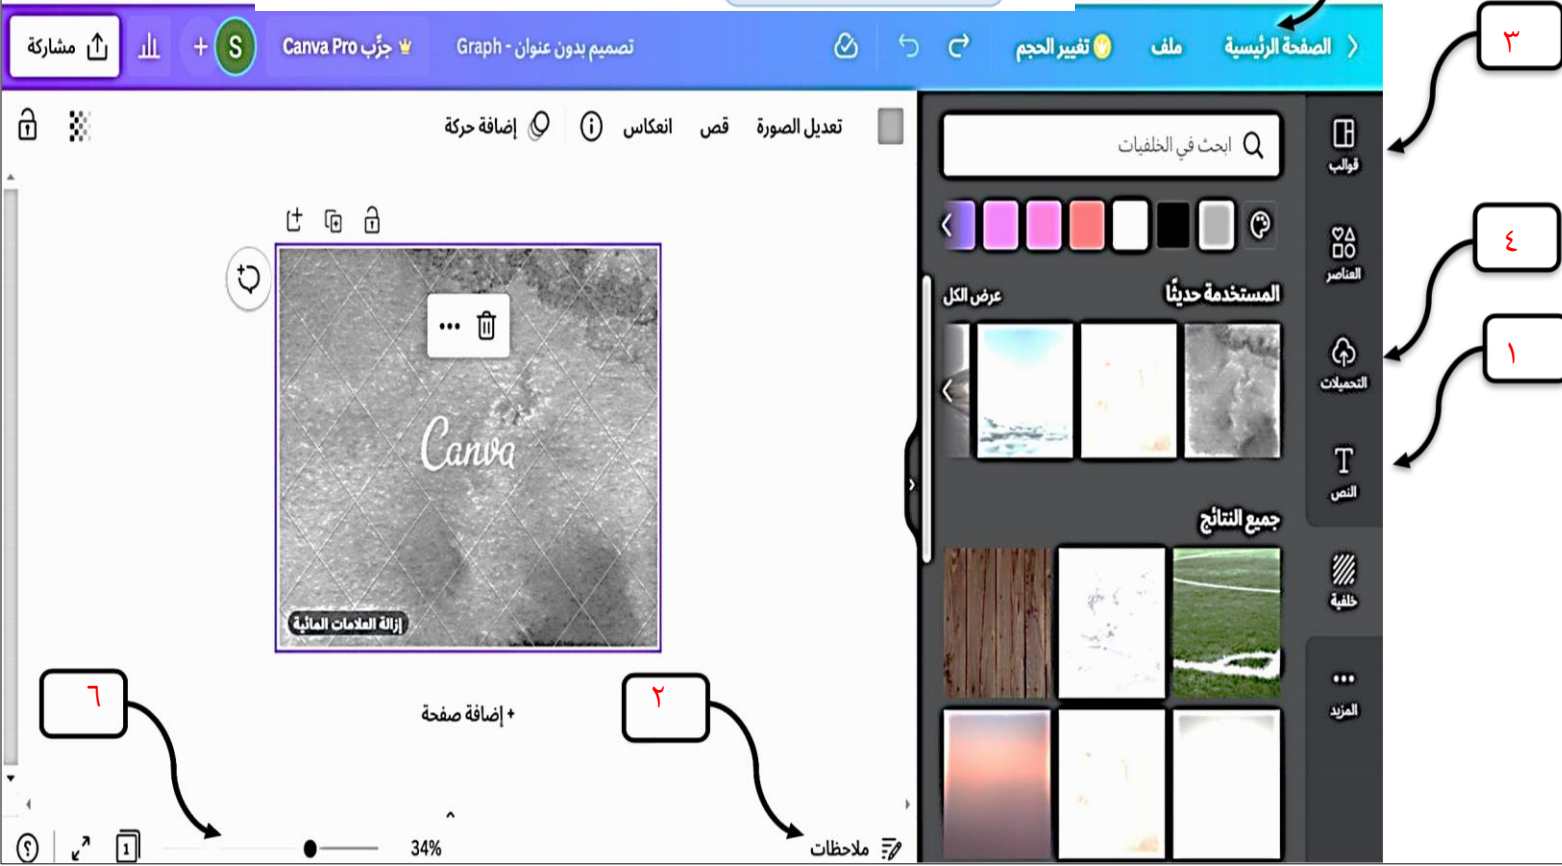 الصفحة الرئيسية
ملف
تغيير الحجم
تصميم بدون عنوان - Graph
جرِّب Canva Pro
S
+
مشاركة
٣
قوالب
ابحث في الخلفيات
تعديل الصورة
قص
انعكاس
إضافة حركة
٤
العناصر
المستخدمة حديثًا
عرض الكل
١
التحميلات
Canva
النص
جميع النتائج
خلفية
إزالة العلامات المائية
المزيد
٢
٦
+ إضافة صفحة
ملاحظات
34%
1
؟